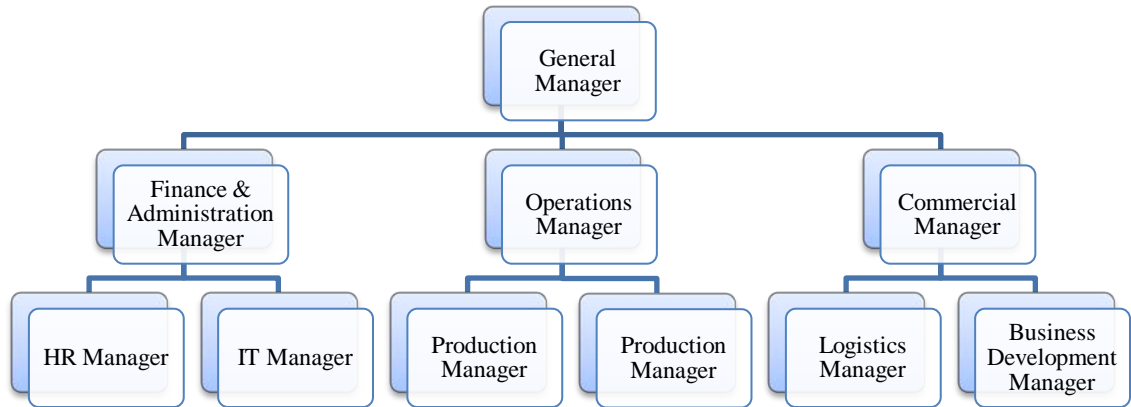 General
Manager
Finance &
Administration
Manager
Operations
Manager
Commercial
Manager
HR Manager
IT Manager
Production
Manager
Production
Manager
Logistics
Manager
Business
Development
Manager